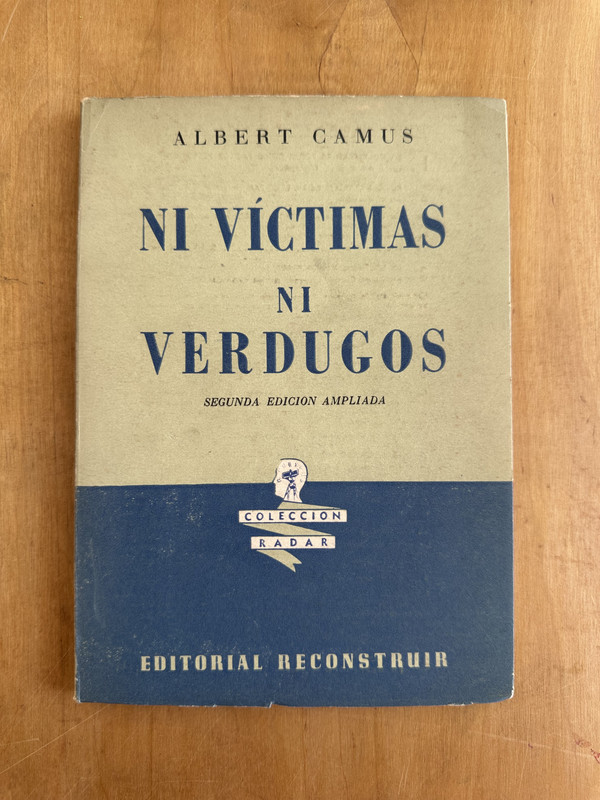 ALBERT CAMUS
NI VÍCTIMAS
NI
VERDUGOS
SEGUNDA EDICION AMPLIADA
COLECCION
RADAR
EDITORIAL RECONSTRUIR